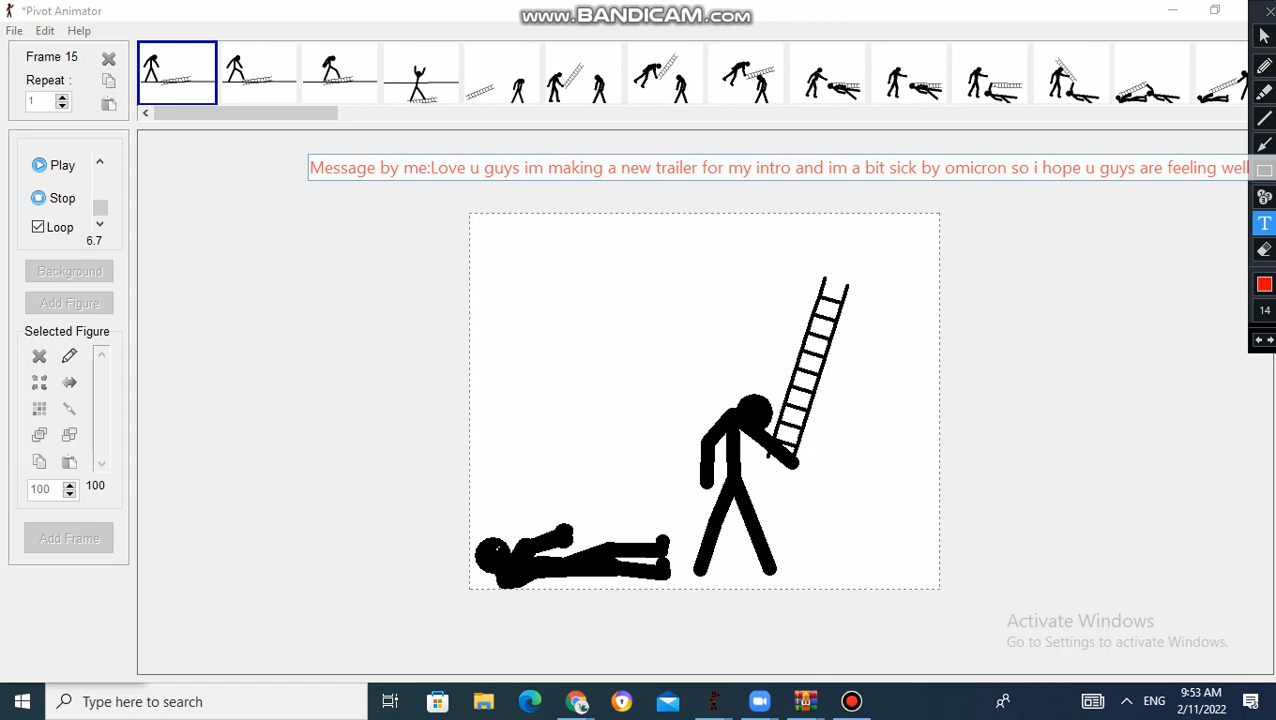 *Pivot Animator
www.BANDICAM.com
File Edit Help
Frame 15
Repeat :
1
Message by me:Love u guys im making a new trailer for my intro and im a bit sick by omicron so i hope u guys are feeling well
Play
Stop
Loop
6.7
Background
Add Figure
Selected Figure
100 100
Add Frame
T
14
Activate Windows
Go to Settings to activate Windows.
Type here to search
ENG
9:53 AM
2/11/2022